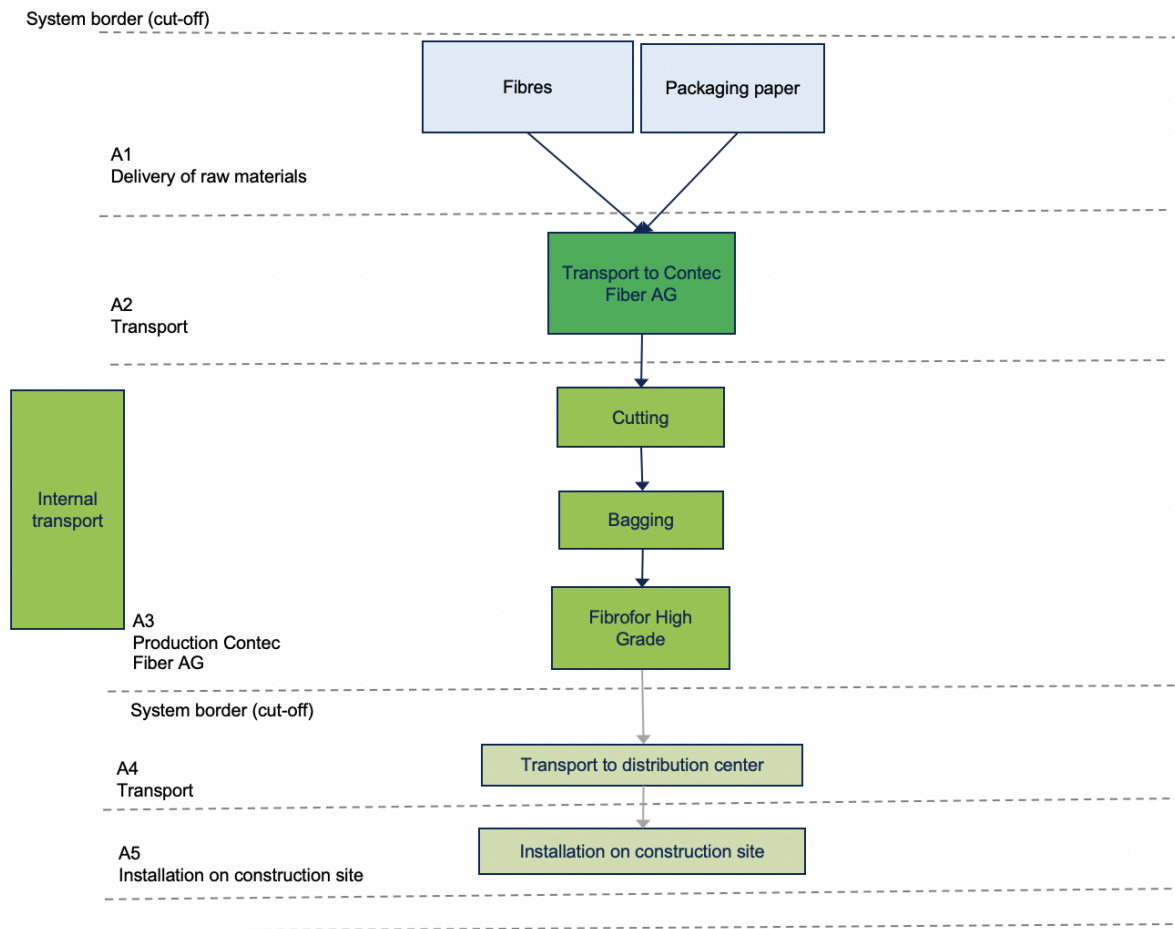 System border (cut-off)
Fibres
Packaging paper
A1
Delivery of raw materials
Transport to Contec
Fiber AG
A2
Transport
Cutting
Internal
transport
Bagging
Fibrofor High
Grade
A3
Production Contec
Fiber AG
System border (cut-off)
Transport to distribution center
A4
Transport
Installation on construction site
A5
Installation on construction site